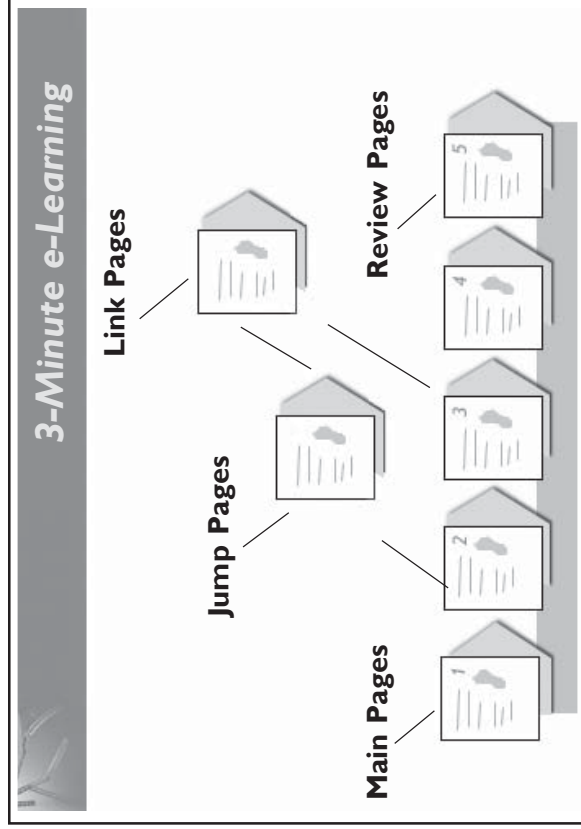 3-Minute e-Learning
Link Pages
Jump Pages
Review Pages
Main Pages
1
2
3
4
5